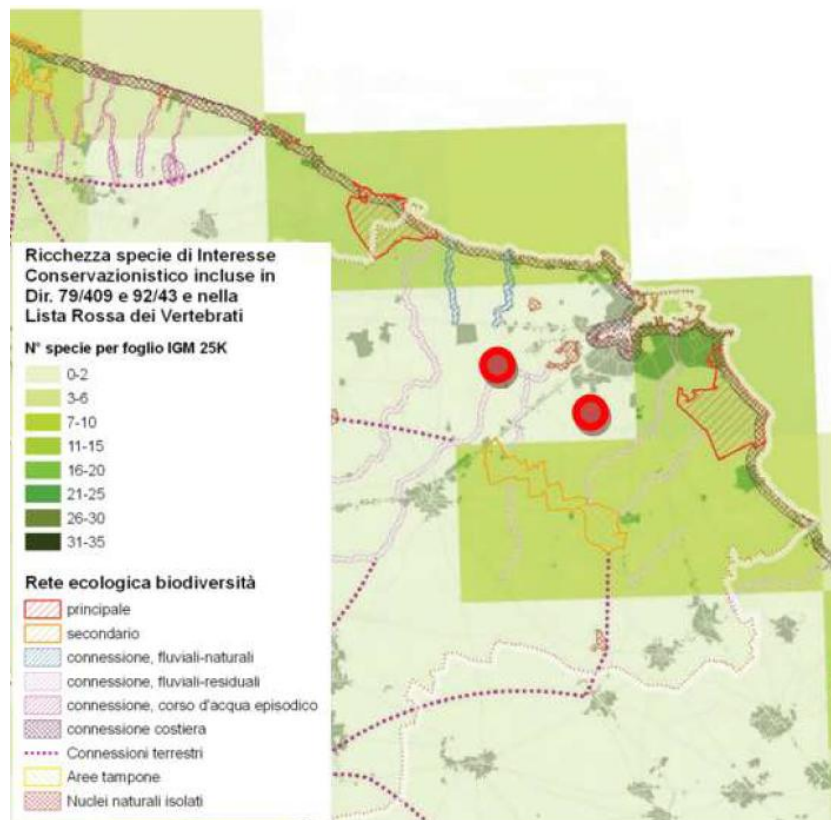 Ricchezza specie di Interesse
Conservazionistico incluse in
Dir. 79/409 e 92/43 e nella
Lista Rossa dei Vertebrati
N° specie per foglio IGM 25K
0-2
3-6
7-10
11-15
16-20
21-25
26-30
31-35
Rete ecologica biodiversità
principale
secondario
connessione, fluviali-naturali
connessione, fluviali-residuali
connessione, corso d'acqua episodico
connessione costiera
Connessioni terrestri
Aree tampone
Nuclei naturali isolati